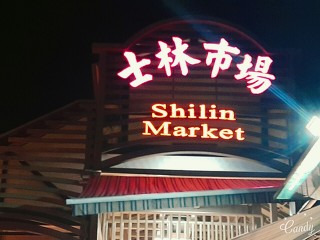 士林市場
Shilin
Market
Candy